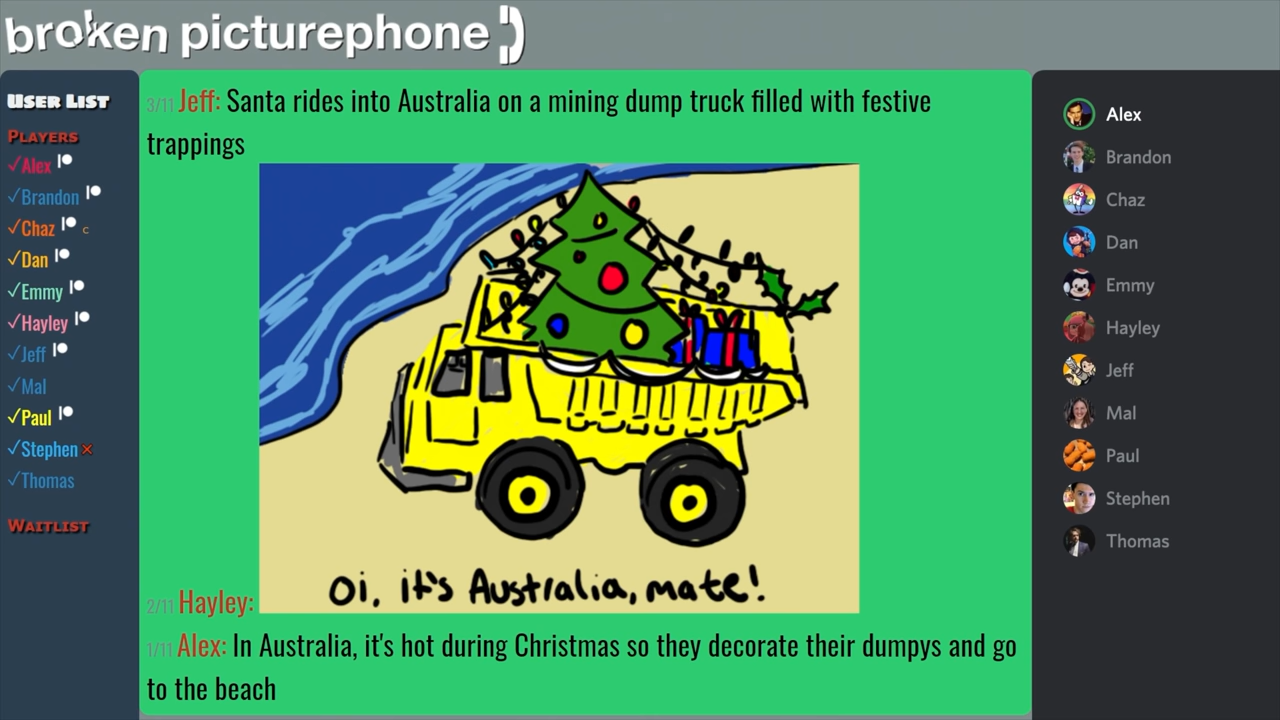 broken picturephone
User List
Players
✓Alex
✓Brandon
✓Chaz c
✓Dan
✓Emmy
✓Hayley
✓Jeff
✓Mal
✓Paul
✓Stephen ×
✓Thomas
Waitlist
3/11 Jeff: Santa rides into Australia on a mining dump truck filled with festive
trappings
Oi, it's Australia, mate!
2/11 Hayley:
1/11 Alex: In Australia, it's hot during Christmas so they decorate their dumpys and go
to the beach
Alex
Brandon
Chaz
Dan
Emmy
Hayley
Jeff
Mal
Paul
Stephen
Thomas